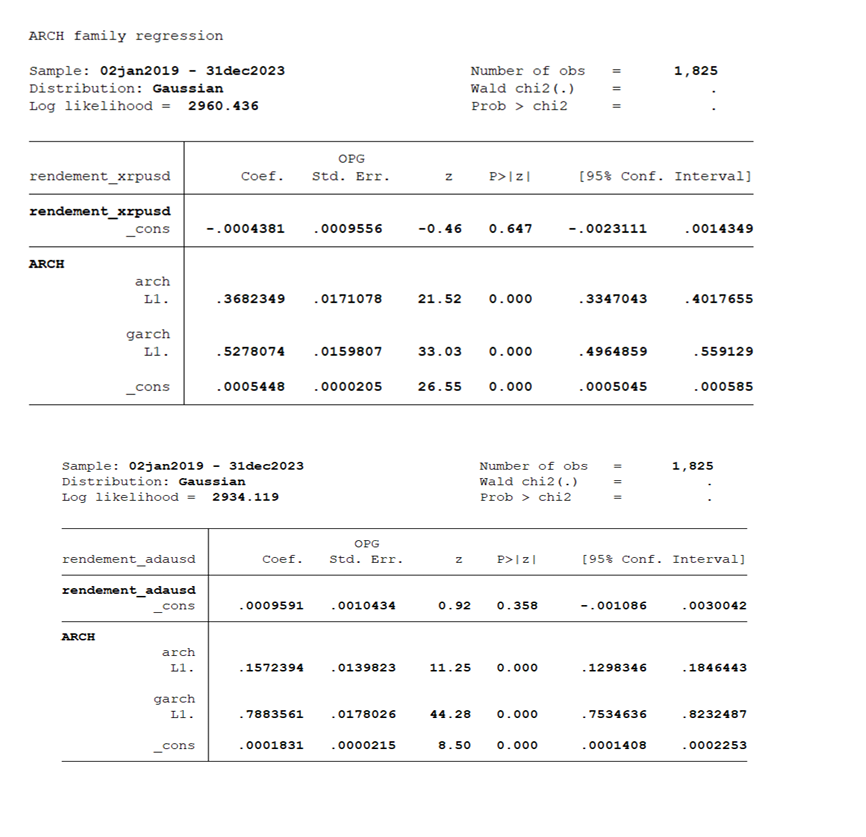 ARCH family regression
Sample: 02jan2019 - 31dec2023 Number of obs = 1,825
Distribution: Gaussian Wald chi2(.) = .
Log likelihood = 2960.436 Prob > chi2 = .
OPG
rendement_xrpusd Coef. Std. Err. z P>|z| [95% Conf. Interval]
rendement_xrpusd
_cons -.0004381 .0009556 -0.46 0.647 -.0023111 .0014349
ARCH
arch
L1. .3682349 .0171078 21.52 0.000 .3347043 .4017655
garch
L1. .5278074 .0159807 33.03 0.000 .4964859 .559129
_cons .0005448 .0000205 26.55 0.000 .0005045 .000585
Sample: 02jan2019 - 31dec2023 Number of obs = 1,825
Distribution: Gaussian Wald chi2(.) = .
Log likelihood = 2934.119 Prob > chi2 = .
OPG
rendement_adausd Coef. Std. Err. z P>|z| [95% Conf. Interval]
rendement_adausd
_cons .0009591 .0010434 0.92 0.358 -.001086 .0030042
ARCH
arch
L1. .1572394 .0139823 11.25 0.000 .1298346 .1846443
garch
L1. .7883561 .0178026 44.28 0.000 .7534636 .8232487
_cons .0001831 .0000215 8.50 0.000 .0001408 .0002253